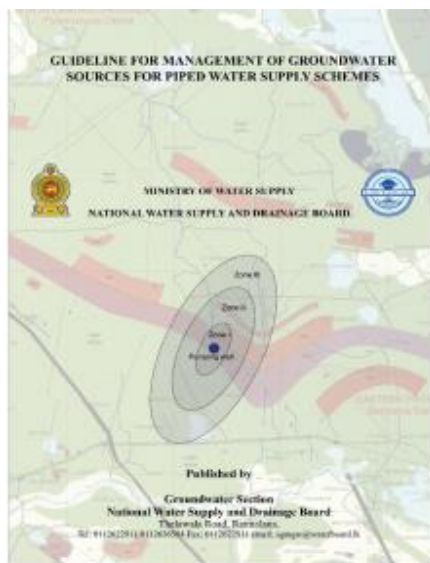 GUIDELINE FOR MANAGEMENT OF GROUNDWATER
SOURCES FOR PIPED WATER SUPPLY SCHEMES
MINISTRY OF WATER SUPPLY
NATIONAL WATER SUPPLY AND DRAINAGE BOARD
Zone III
Zone II
Zone I
Pumping well
Published by
Groundwater Section
National Water Supply and Drainage Board
Thelawala Road, Ratmalana.